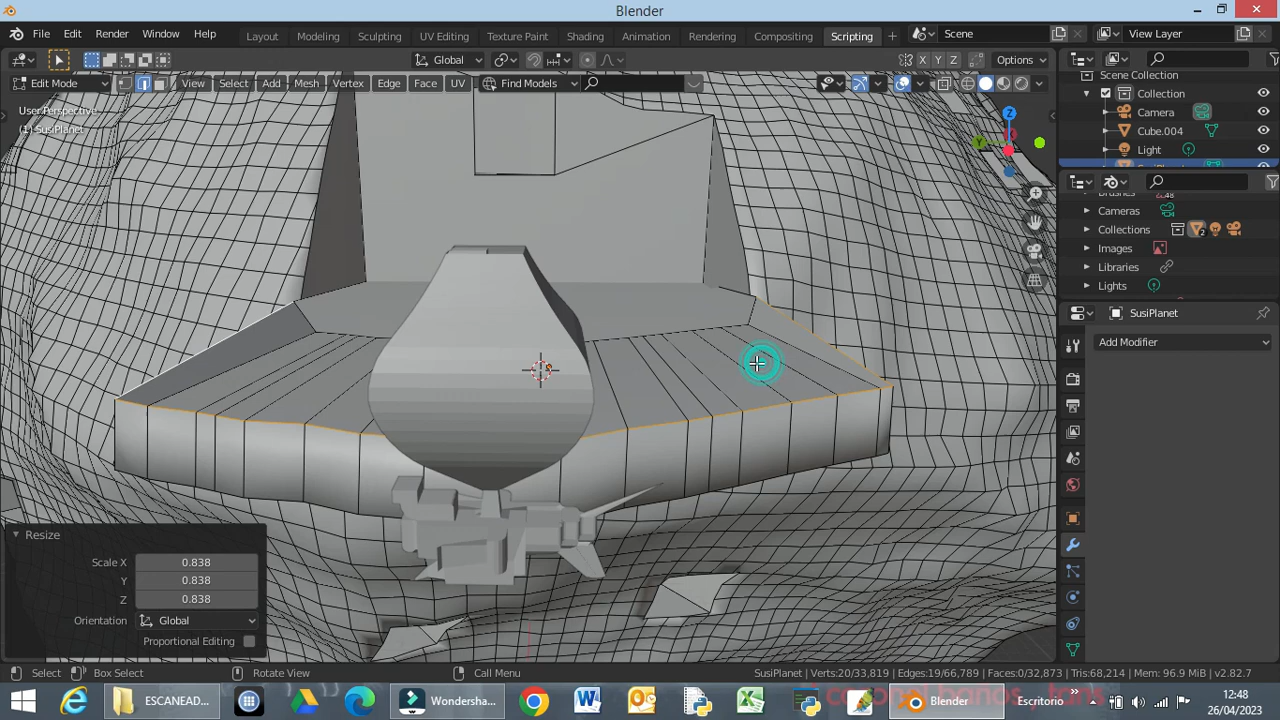 Blender
File Edit Render Window Help Layout Modeling Sculpting UV Editing Texture Paint Shading Animation Rendering Compositing Scripting + Scene View Layer
Global X Y Z Options
Edit Mode View Select Add Mesh Vertex Edge Face UV Find Models
User Perspective
(1) SusiPlanet
Z
Scene Collection
Collection
Camera
Cube.004
Light
Cameras
Collections
Images
Libraries
Lights
SusiPlanet
Add Modifier
Resize
Scale X 0.838
Y 0.838
Z 0.838
Orientation Global
Proportional Editing
Select Box Select Rotate View Call Menu SusiPlanet | Verts:20/33,819 | Edges:19/66,789 | Faces:0/32,873 | Tris:68,214 | Mem: 96.9 MiB | v2.82.7
ESCANEAD... Wondersha... Blender Escritorio » 12:48
26/04/2023